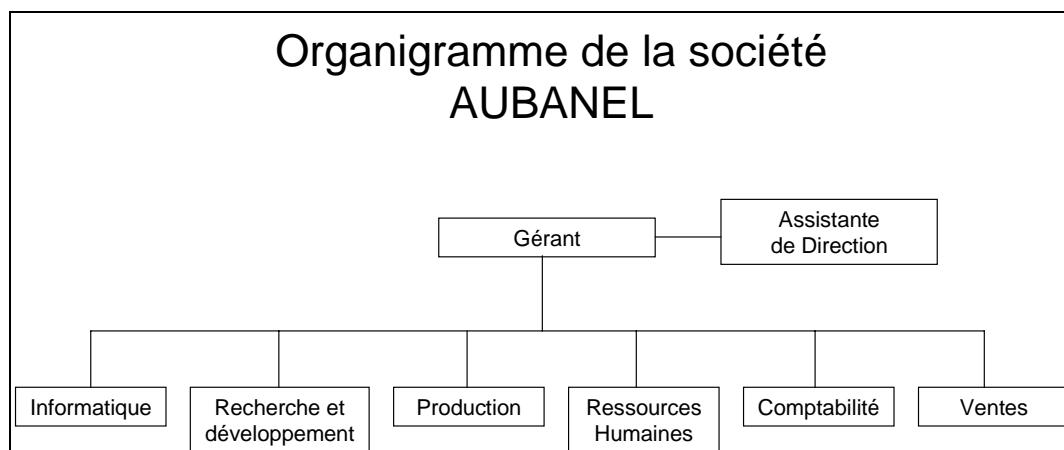 Organigramme de la société
AUBANEL
Gérant
Assistante
de Direction
Informatique
Recherche et
développement
Production
Ressources
Humaines
Comptabilité
Ventes